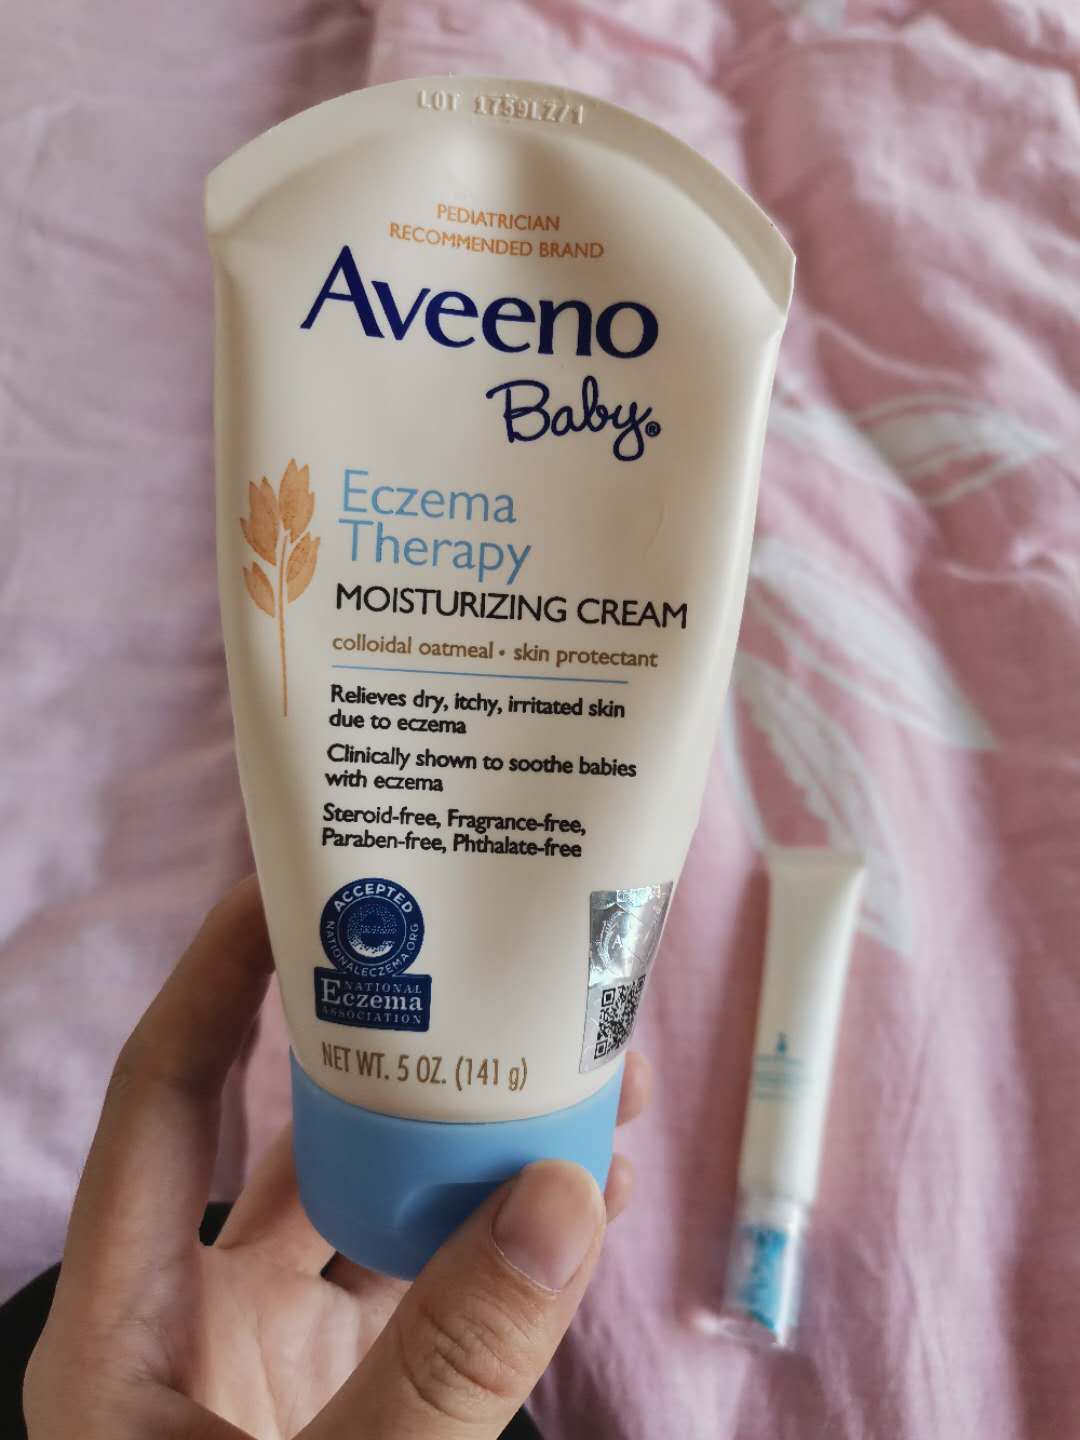 LOT 1759LZ/1
PEDIATRICIAN
RECOMMENDED BRAND
Aveeno
Baby®
Eczema
Therapy
MOISTURIZING CREAM
colloidal oatmeal • skin protectant
Relieves dry, itchy, irritated skin
due to eczema
Clinically shown to soothe babies
with eczema
Steroid-free, Fragrance-free,
Paraben-free, Phthalate-free
ACCEPTED
NATIONALECZEMA.ORG
NATIONAL
Eczema
ASSOCIATION
NET WT. 5 OZ. (141 g)